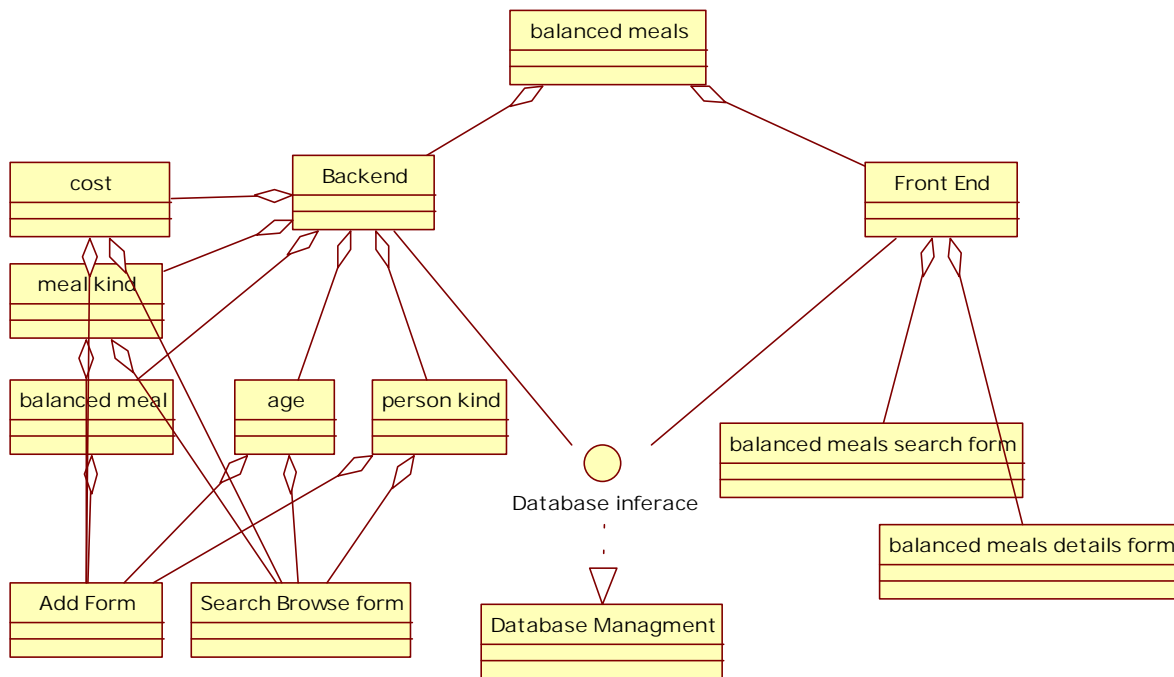 balanced meals
cost
Backend
Front End
meal kind
balanced meal
age
person kind
balanced meals search form
Database inferace
balanced meals details form
Add Form
Search Browse form
Database Managment